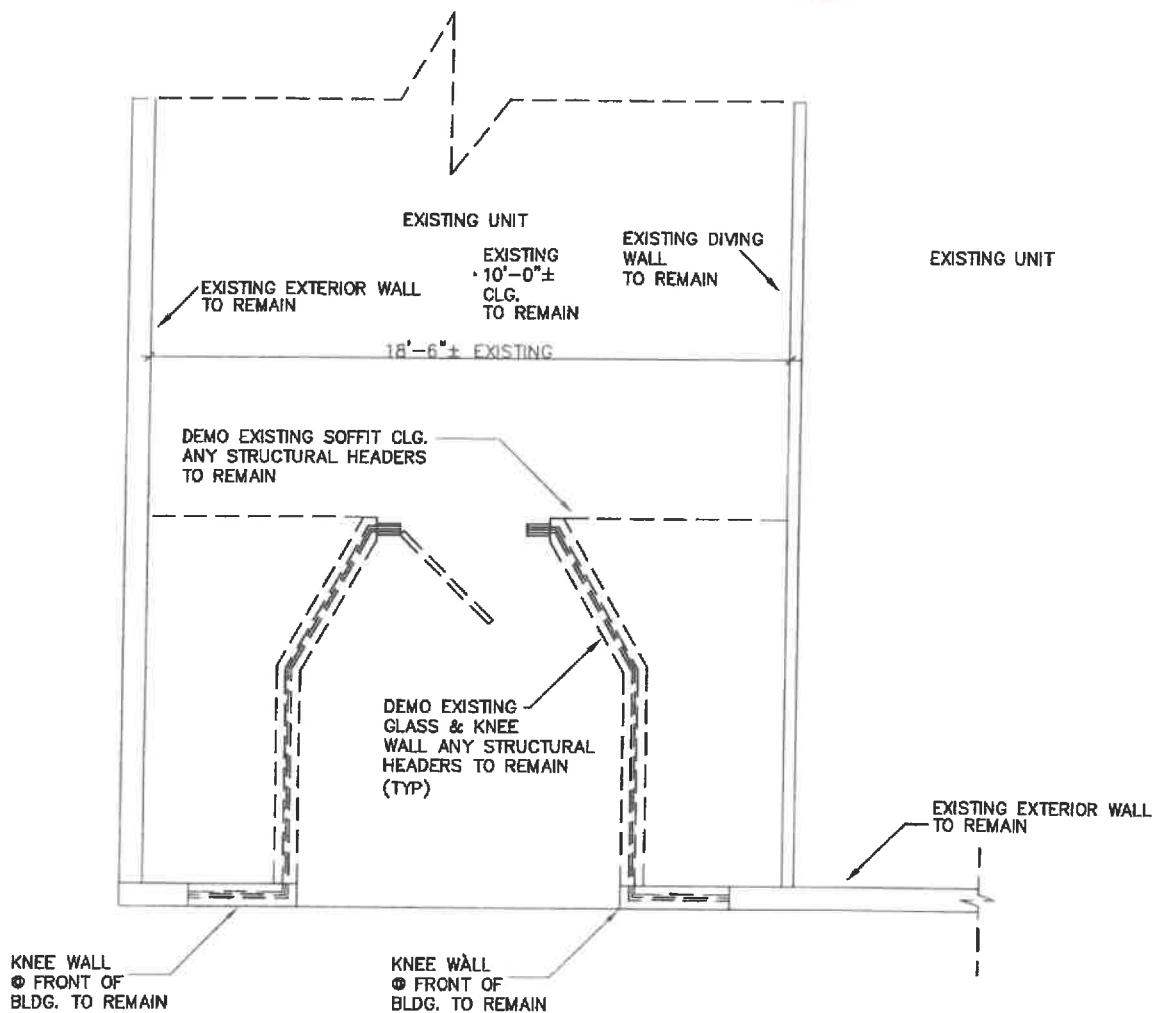 EXISTING UNIT
EXISTING
10'-0"±
CLG.
TO REMAIN
EXISTING DIVING
WALL
TO REMAIN
EXISTING UNIT
EXISTING EXTERIOR WALL
TO REMAIN
18'-6"± EXISTING
DEMO EXISTING SOFFIT CLG.
ANY STRUCTURAL HEADERS
TO REMAIN
DEMO EXISTING
GLASS & KNEE
WALL ANY STRUCTURAL
HEADERS TO REMAIN
(TYP)
EXISTING EXTERIOR WALL
TO REMAIN
KNEE WALL
@ FRONT OF
BLDG. TO REMAIN
KNEE WALL
@ FRONT OF
BLDG. TO REMAIN